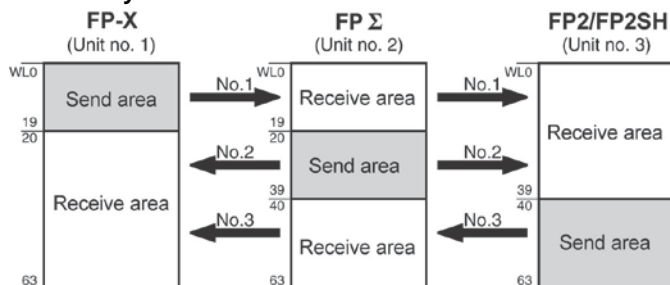 FP-X FP Σ FP2/FP2SH
(Unit no. 1) (Unit no. 2) (Unit no. 3)
WL0 WL0 WL0
No.1 No.1
Send area Receive area
19 19
20 20
Receive area
No.2 No.2
Send area
Receive area
39 39
40 40
No.3 No.3
Receive area Send area
63 63 63